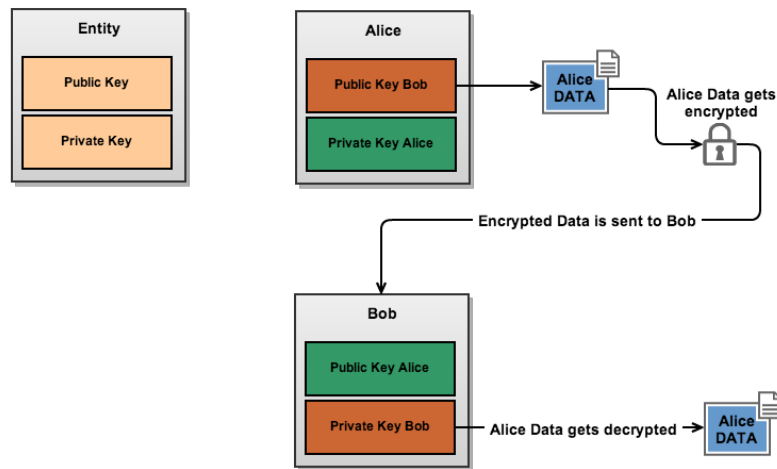 Entity
Public Key
Private Key
Alice
Public Key Bob
Private Key Alice
Alice
DATA
Alice Data gets
encrypted
Encrypted Data is sent to Bob
Bob
Public Key Alice
Private Key Bob
Alice Data gets decrypted
Alice
DATA